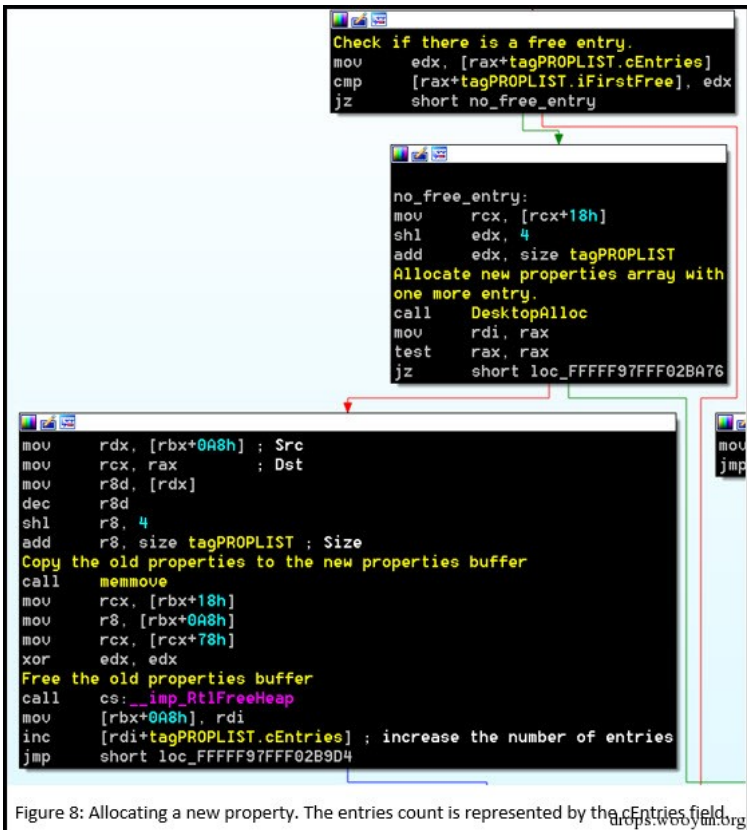 Check if there is a free entry.
mov edx, [rax+tagPROPLIST.cEntries]
cmp [rax+tagPROPLIST.iFirstFree], edx
jz short no_free_entry
no_free_entry:
mov rcx, [rcx+18h]
shl edx, 4
add edx, size tagPROPLIST
Allocate new properties array with
one more entry.
call DesktopAlloc
mov rdi, rax
test rax, rax
jz short loc_FFFFF97FFF02BA76
mov rdx, [rbx+0A8h] ; Src
mov rcx, rax ; Dst
mov r8d, [rdx]
dec r8d
shl r8, 4
add r8, size tagPROPLIST ; Size
Copy the old properties to the new properties buffer
call memmove
mov rcx, [rbx+18h]
mov r8, [rbx+0A8h]
mov rcx, [rcx+78h]
xor edx, edx
Free the old properties buffer
call cs:__imp_RtlFreeHeap
mov [rbx+0A8h], rdi
inc [rdi+tagPROPLIST.cEntries] ; increase the number of entries
jmp short loc_FFFFF97FFF02B9D4
mov
jmp
Figure 8: Allocating a new property. The entries count is represented by the cEntries field.
drops.wooyun.org